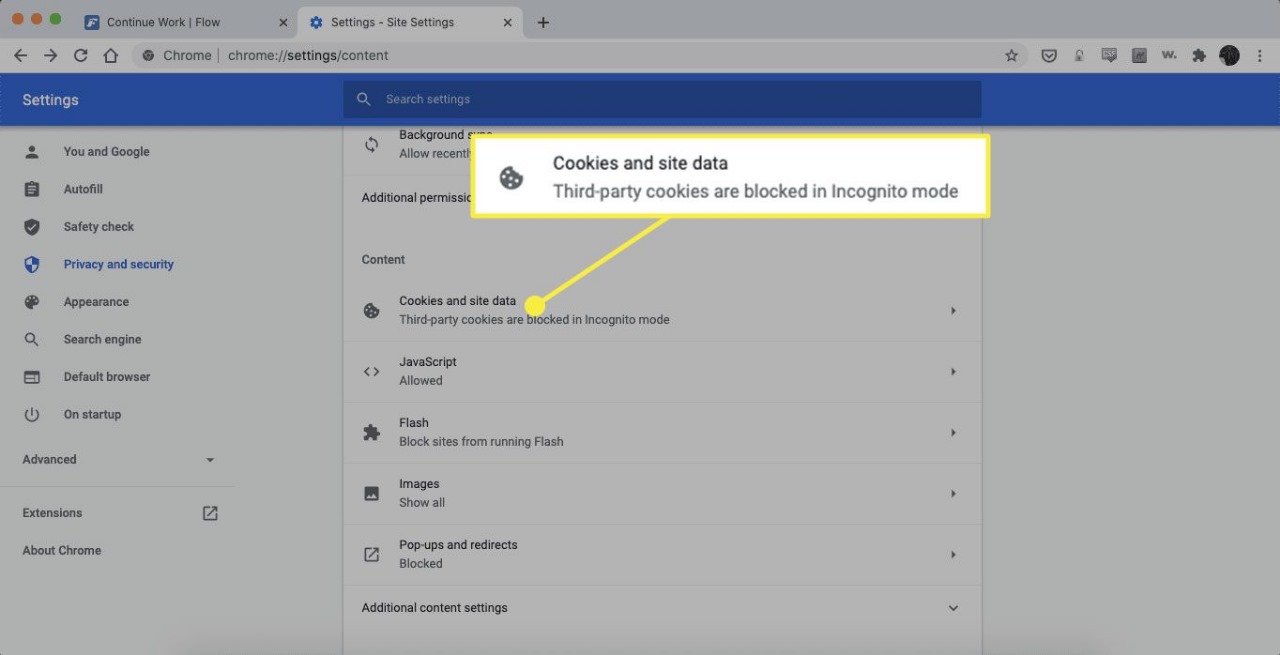 Continue Work | Flow
Settings - Site Settings
Chrome | chrome://settings/content
Settings
Search settings
You and Google
Autofill
Safety check
Privacy and security
Appearance
Search engine
Default browser
On startup
Advanced
Extensions
About Chrome
Background sync
Allow recently
Additional permissio
Cookies and site data
Third-party cookies are blocked in Incognito mode
Content
Cookies and site data
Third-party cookies are blocked in Incognito mode
JavaScript
Allowed
Flash
Block sites from running Flash
Images
Show all
Pop-ups and redirects
Blocked
Additional content settings